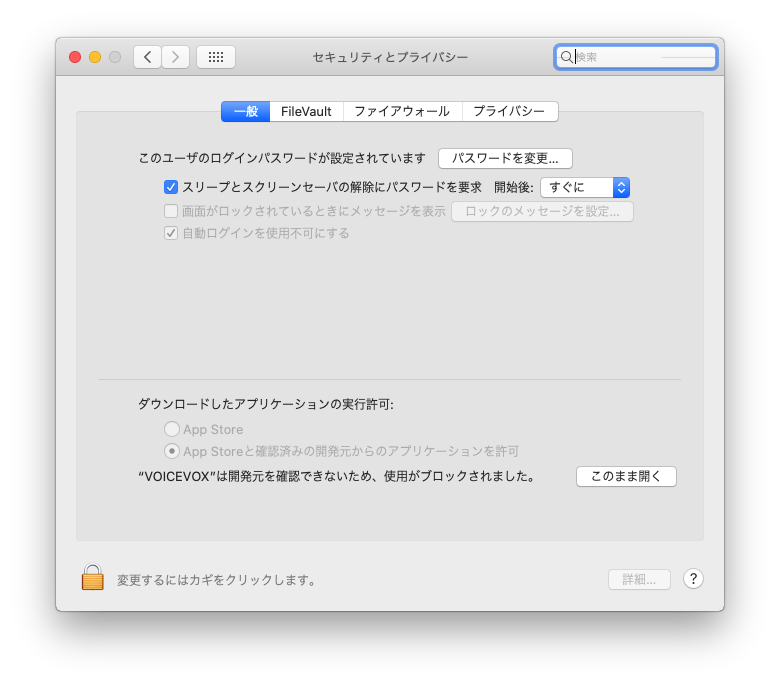 セキュリティとプライバシー
検索
一般 FileVault ファイアウォール プライバシー
このユーザのログインパスワードが設定されています パスワードを変更...
スリープとスクリーンセーバの解除にパスワードを要求 開始後: すぐに
画面がロックされているときにメッセージを表示 ロックのメッセージを設定...
自動ログインを使用不可にする
ダウンロードしたアプリケーションの実行許可:
App Store
App Storeと確認済みの開発元からのアプリケーションを許可
“VOICEVOX”は開発元を確認できないため、使用がブロックされました。 このまま開く
変更するにはカギをクリックします。 詳細... ?